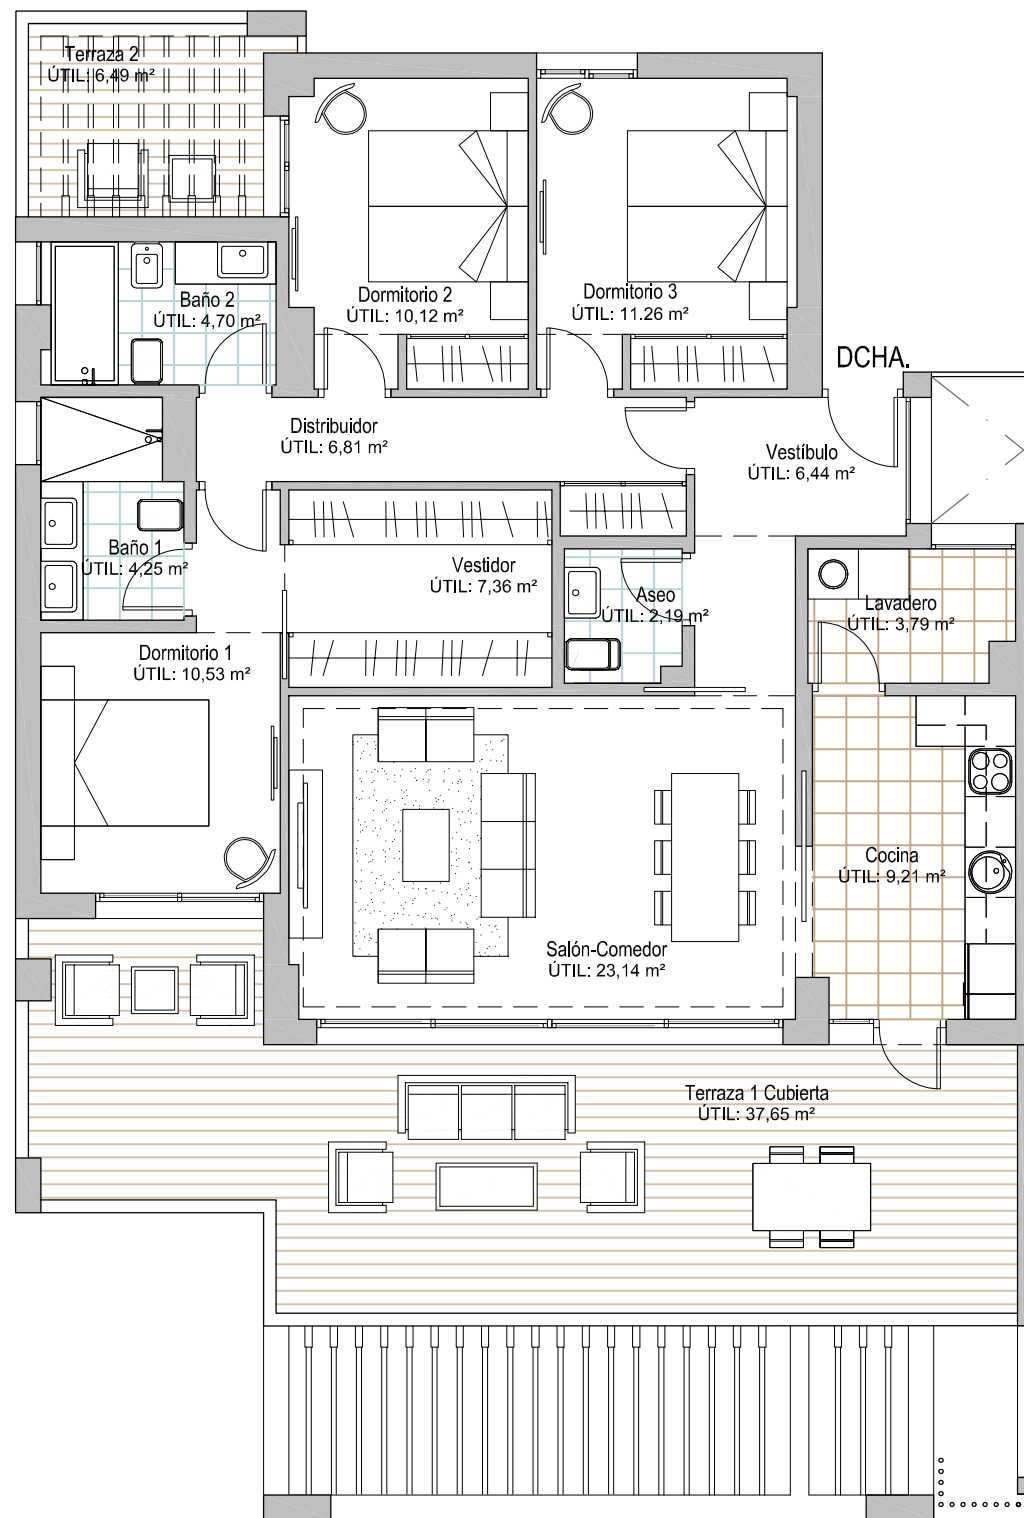 Terraza 2
ÚTIL: 6,49 m²
Dormitorio 2
ÚTIL: 10,12 m²
Dormitorio 3
ÚTIL: 11.26 m²
Baño 2
ÚTIL: 4,70 m²
DCHA.
Distribuidor
ÚTIL: 6,81 m²
Vestíbulo
ÚTIL: 6,44 m²
Baño 1
ÚTIL: 4,25 m²
Vestidor
ÚTIL: 7,36 m²
Aseo
ÚTIL: 2,19 m²
Lavadero
ÚTIL: 3,79 m²
Dormitorio 1
ÚTIL: 10,53 m²
Cocina
ÚTIL: 9,21 m²
Salón-Comedor
ÚTIL: 23,14 m²
Terraza 1 Cubierta
ÚTIL: 37,65 m²